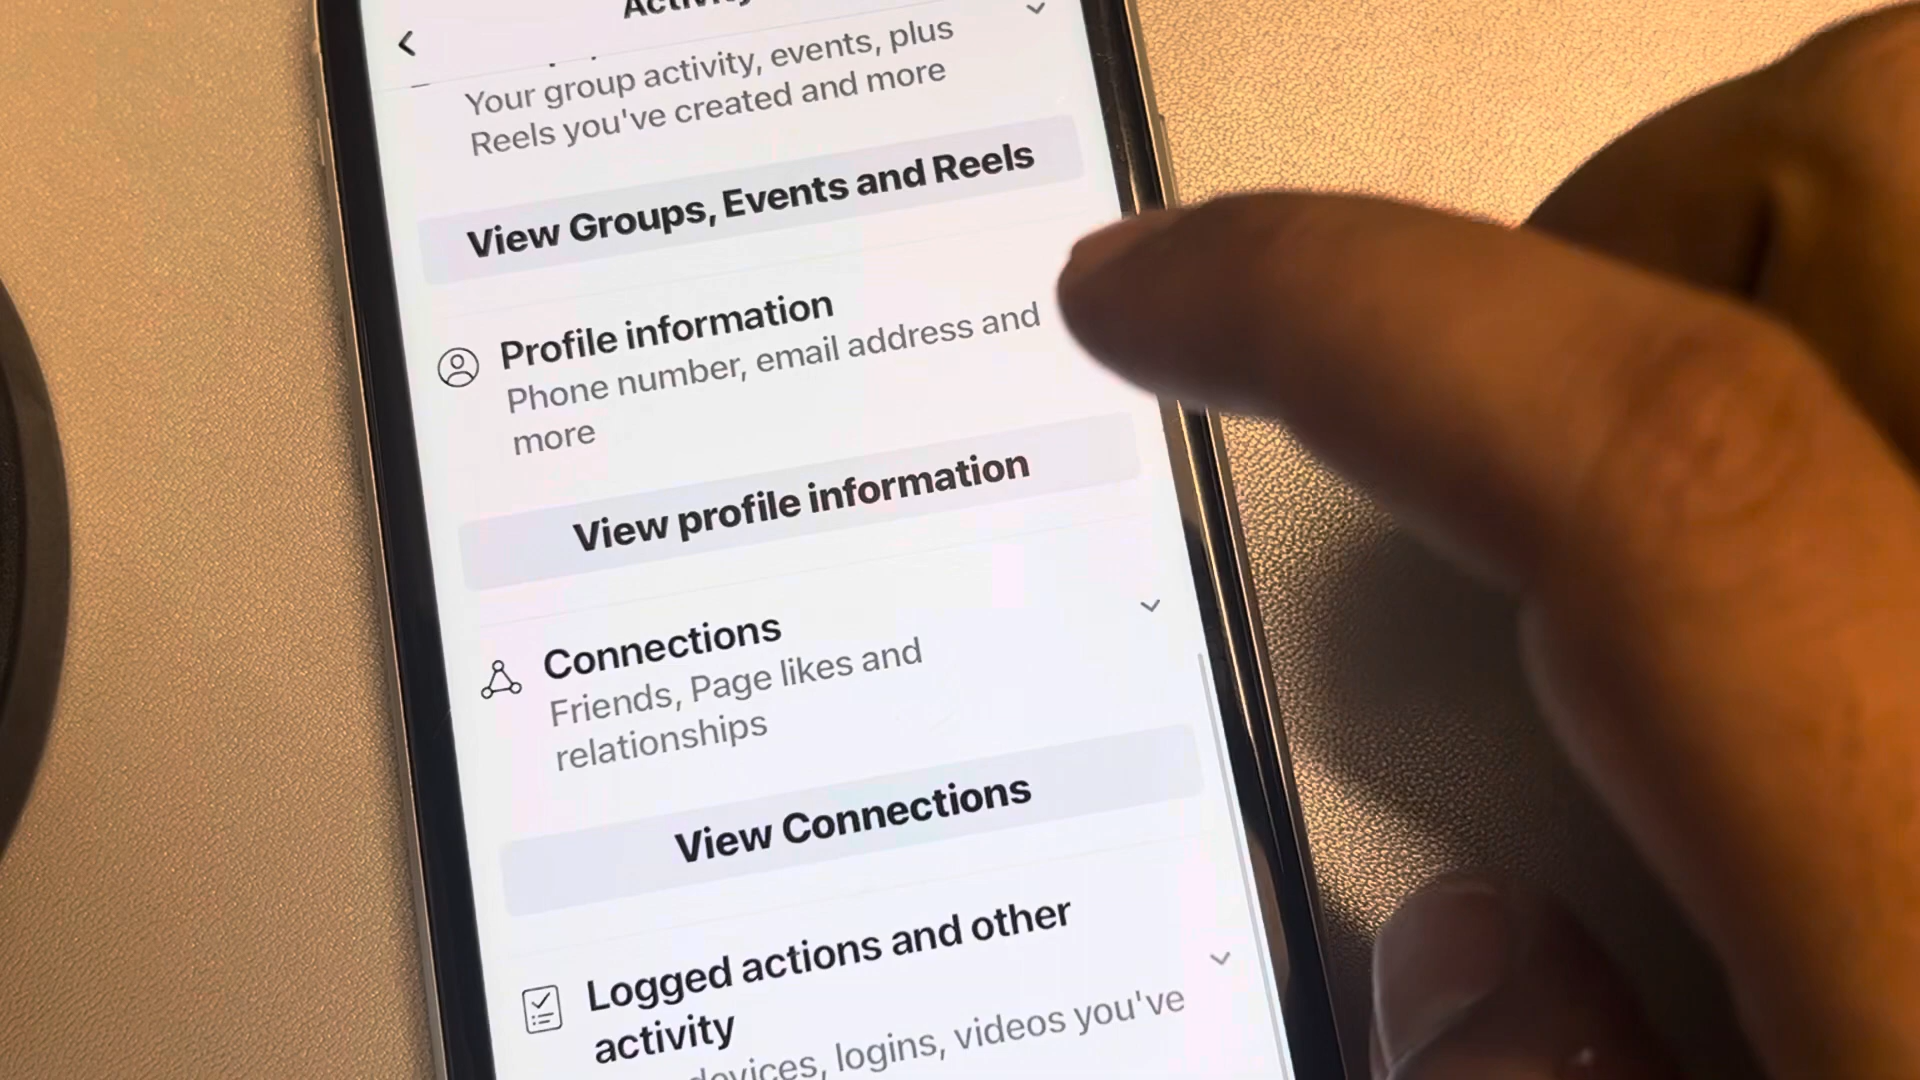 Your group activity, events, plus
Reels you've created and more
View Groups, Events and Reels
Profile information
Phone number, email address and
more
View profile information
Connections
Friends, Page likes and
relationships
View Connections
Logged actions and other
activity
devices, logins, videos you've